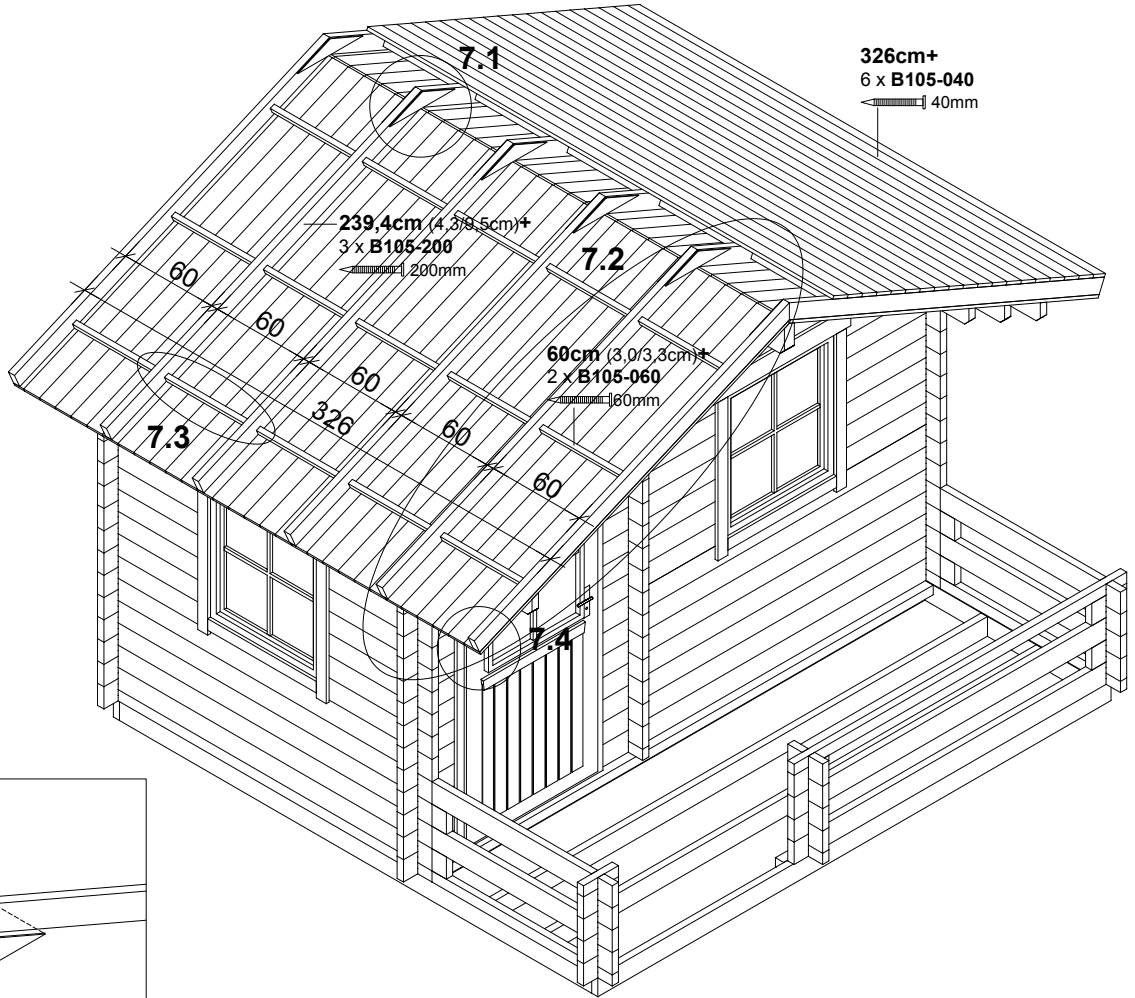 7.1
326cm+
6 x B105-040
40mm
239,4cm (4,3/9,5cm)+
3 x B105-200
200mm
7.2
60
60
60
326
60
60
60cm (3,0/3,3cm)+
2 x B105-060
60mm
7.3
7.4